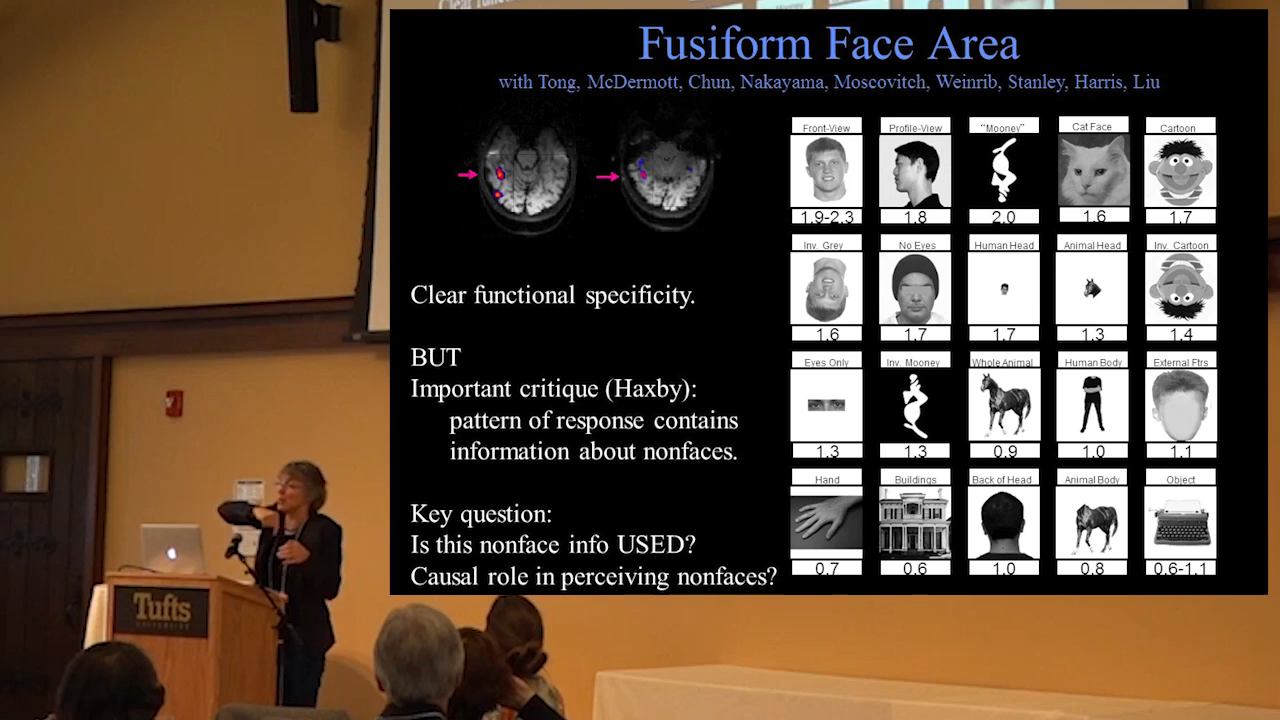 Fusiform Face Area
with Tong, McDermott, Chun, Nakayama, Moscovitch, Weinrib, Stanley, Harris, Liu
Clear functional specificity.
BUT
Important critique (Haxby):
pattern of response contains
information about nonfaces.
Key question:
Is this nonface info USED?
Causal role in perceiving nonfaces?
Front-View Profile-View “Mooney” Cat Face Cartoon
1.9-2.3 1.8 2.0 1.6 1.7
Inv. Grey No Eyes Human Head Animal Head Inv. Cartoon
1.6 1.7 1.7 1.3 1.4
Eyes Only Inv. Mooney Whole Animal Human Body External Ftrs
1.3 1.3 0.9 1.0 1.1
Hand Buildings Back of Head Animal Body Object
0.7 0.6 1.0 0.8 0.6-1.1
Tufts
UNIVERSITY